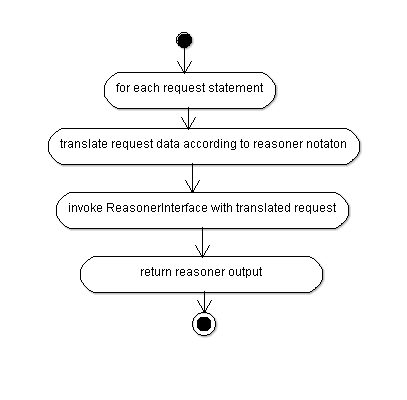 for each request statement
translate request data according to reasoner notaton
invoke ReasonerInterface with translated request
return reasoner output